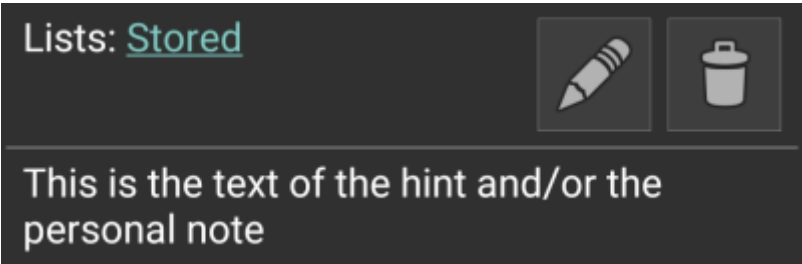 Lists: Stored
This is the text of the hint and/or the
personal note